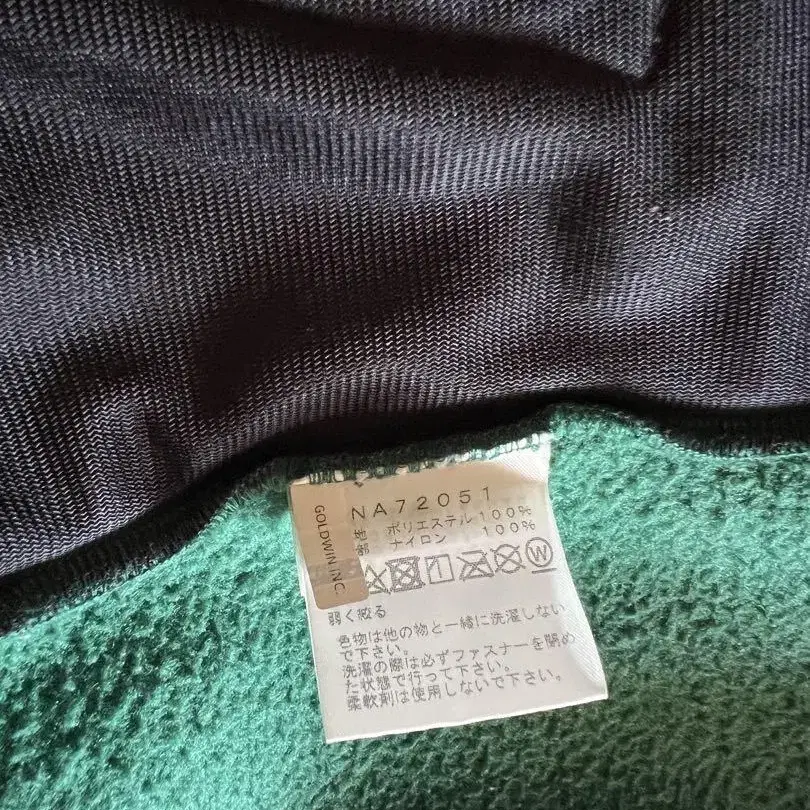 GOLDWIN INC.
NA72051
ポリエステル 100%
部 ナイロン 100%
W
弱く絞る
色物は他の物と一緒に洗濯しない
で下さい。
洗濯の際は必ずファスナーを閉め
た状態で行って下さい。
柔軟剤は使用しないで下さい。